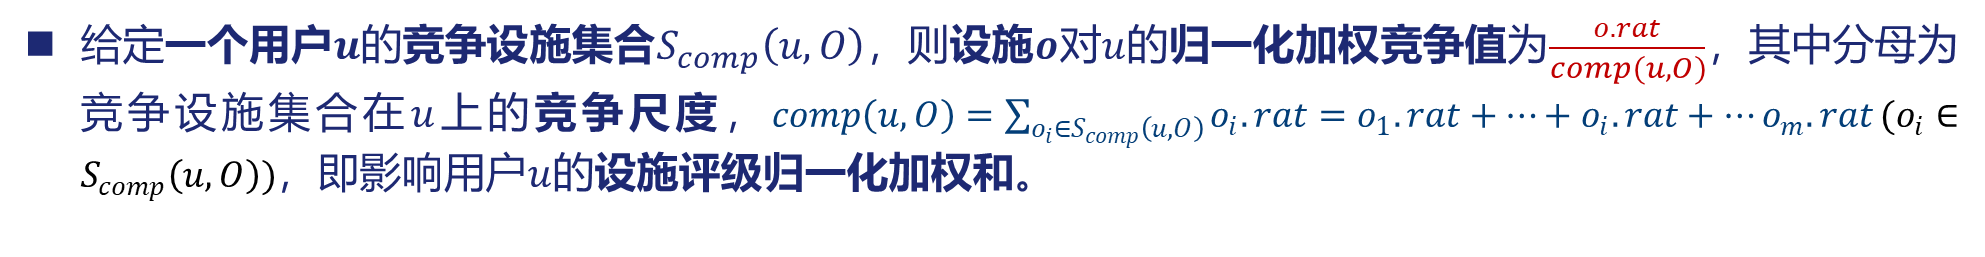 ■ 给定一个用户u的竞争设施集合S_comp(u,O)，则设施o对u的归一化加权竞争值为o.rat/comp(u,O)，其中分母为
竞争设施集合在u上的竞争尺度，comp(u,O)=∑_{o_i∈S_comp(u,O)} o_i.rat=o_1.rat+⋯+o_i.rat+⋯o_m.rat(o_i∈
S_comp(u,O))，即影响用户u的设施评级归一化加权和。